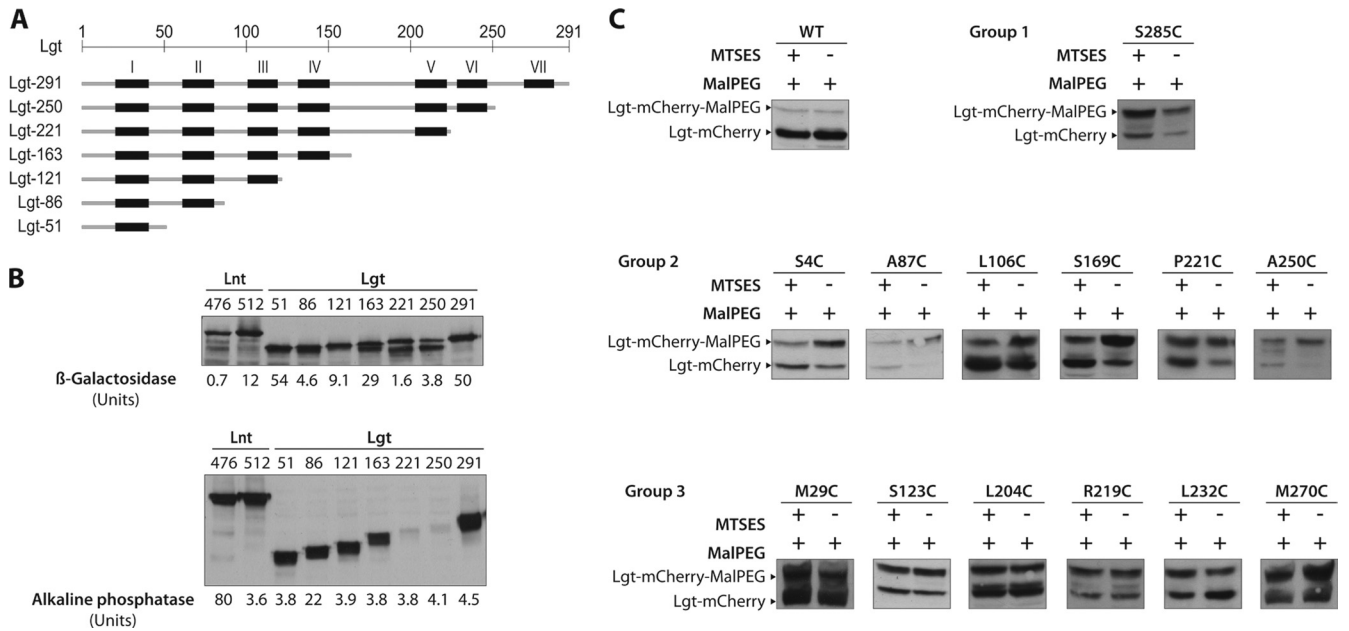 A
1 50 100 150 200 250 291
Lgt
I II III IV V VI VII
Lgt-291
Lgt-250
Lgt-221
Lgt-163
Lgt-121
Lgt-86
Lgt-51
B
Lnt Lgt
476 512 51 86 121 163 221 250 291
ß-Galactosidase 0.7 12 54 4.6 9.1 29 1.6 3.8 50
(Units)
Lnt Lgt
476 512 51 86 121 163 221 250 291
Alkaline phosphatase 80 3.6 3.8 22 3.9 3.8 3.8 4.1 4.5
(Units)
C
WT
MTSES + -
MalPEG + +
Lgt-mCherry-MalPEG
Lgt-mCherry
Group 1 S285C
MTSES + -
MalPEG + +
Lgt-mCherry-MalPEG
Lgt-mCherry
Group 2 S4C A87C L106C S169C P221C A250C
MTSES + - + - + - + - + - + -
MalPEG + + + + + + + + + + + +
Lgt-mCherry-MalPEG
Lgt-mCherry
Group 3 M29C S123C L204C R219C L232C M270C
MTSES + - + - + - + - + - + -
MalPEG + + + + + + + + + + + +
Lgt-mCherry-MalPEG
Lgt-mCherry